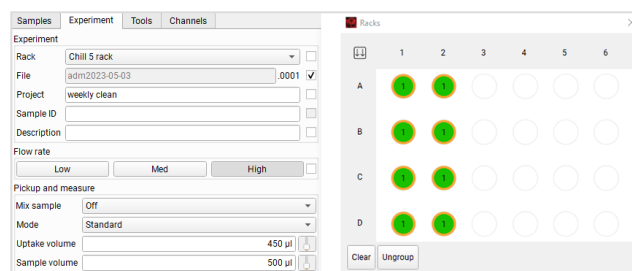 Samples Experiment Tools Channels
Experiment
Rack Chill 5 rack
File adm2023-05-03 .0001
Project weekly clean
Sample ID
Description
Flow rate
Low Med High
Pickup and measure
Mix sample Off
Mode Standard
Uptake volume 450 µl
Sample volume 500 µl
Racks
1 2 3 4 5 6
A 1 1
B 1 1
C 1 1
D 1 1
Clear Ungroup